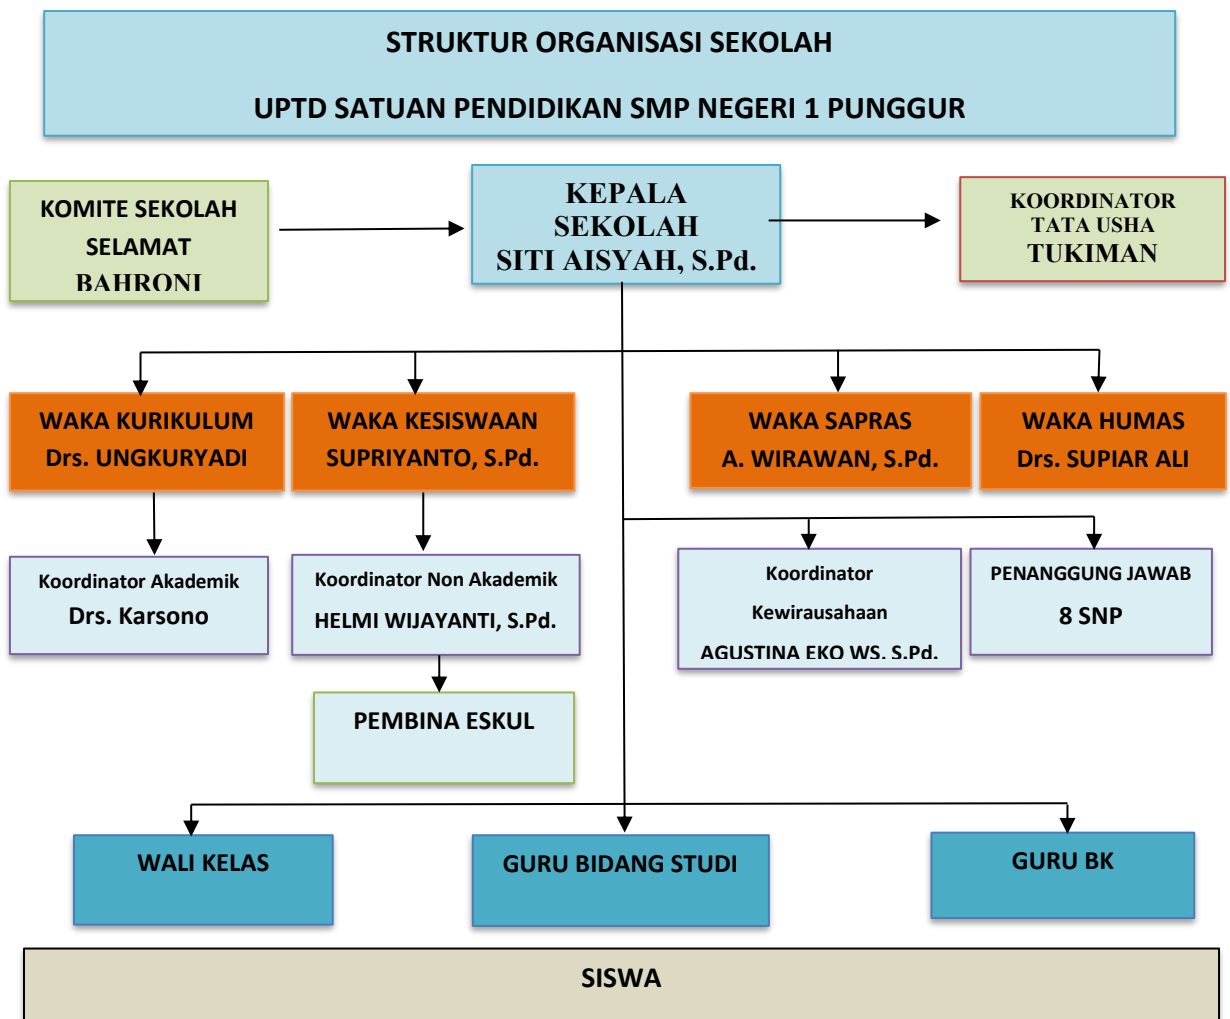 STRUKTUR ORGANISASI SEKOLAH
UPTD SATUAN PENDIDIKAN SMP NEGERI 1 PUNGGUR
KOMITE SEKOLAH
SELAMAT
BAHRONI
KEPALA
SEKOLAH
SITI AISYAH, S.Pd.
KOORDINATOR
TATA USHA
TUKIMAN
WAKA KURIKULUM
Drs. UNGKURYADI
WAKA KESISWAAN
SUPRIYANTO, S.Pd.
WAKA SAPRAS
A. WIRAWAN, S.Pd.
WAKA HUMAS
Drs. SUPIAR ALI
Koordinator Akademik
Drs. Karsono
Koordinator Non Akademik
HELMI WIJAYANTI, S.Pd.
Koordinator
Kewirausahaan
AGUSTINA EKO WS. S.Pd.
PENANGGUNG JAWAB
8 SNP
PEMBINA ESKUL
WALI KELAS
GURU BIDANG STUDI
GURU BK
SISWA